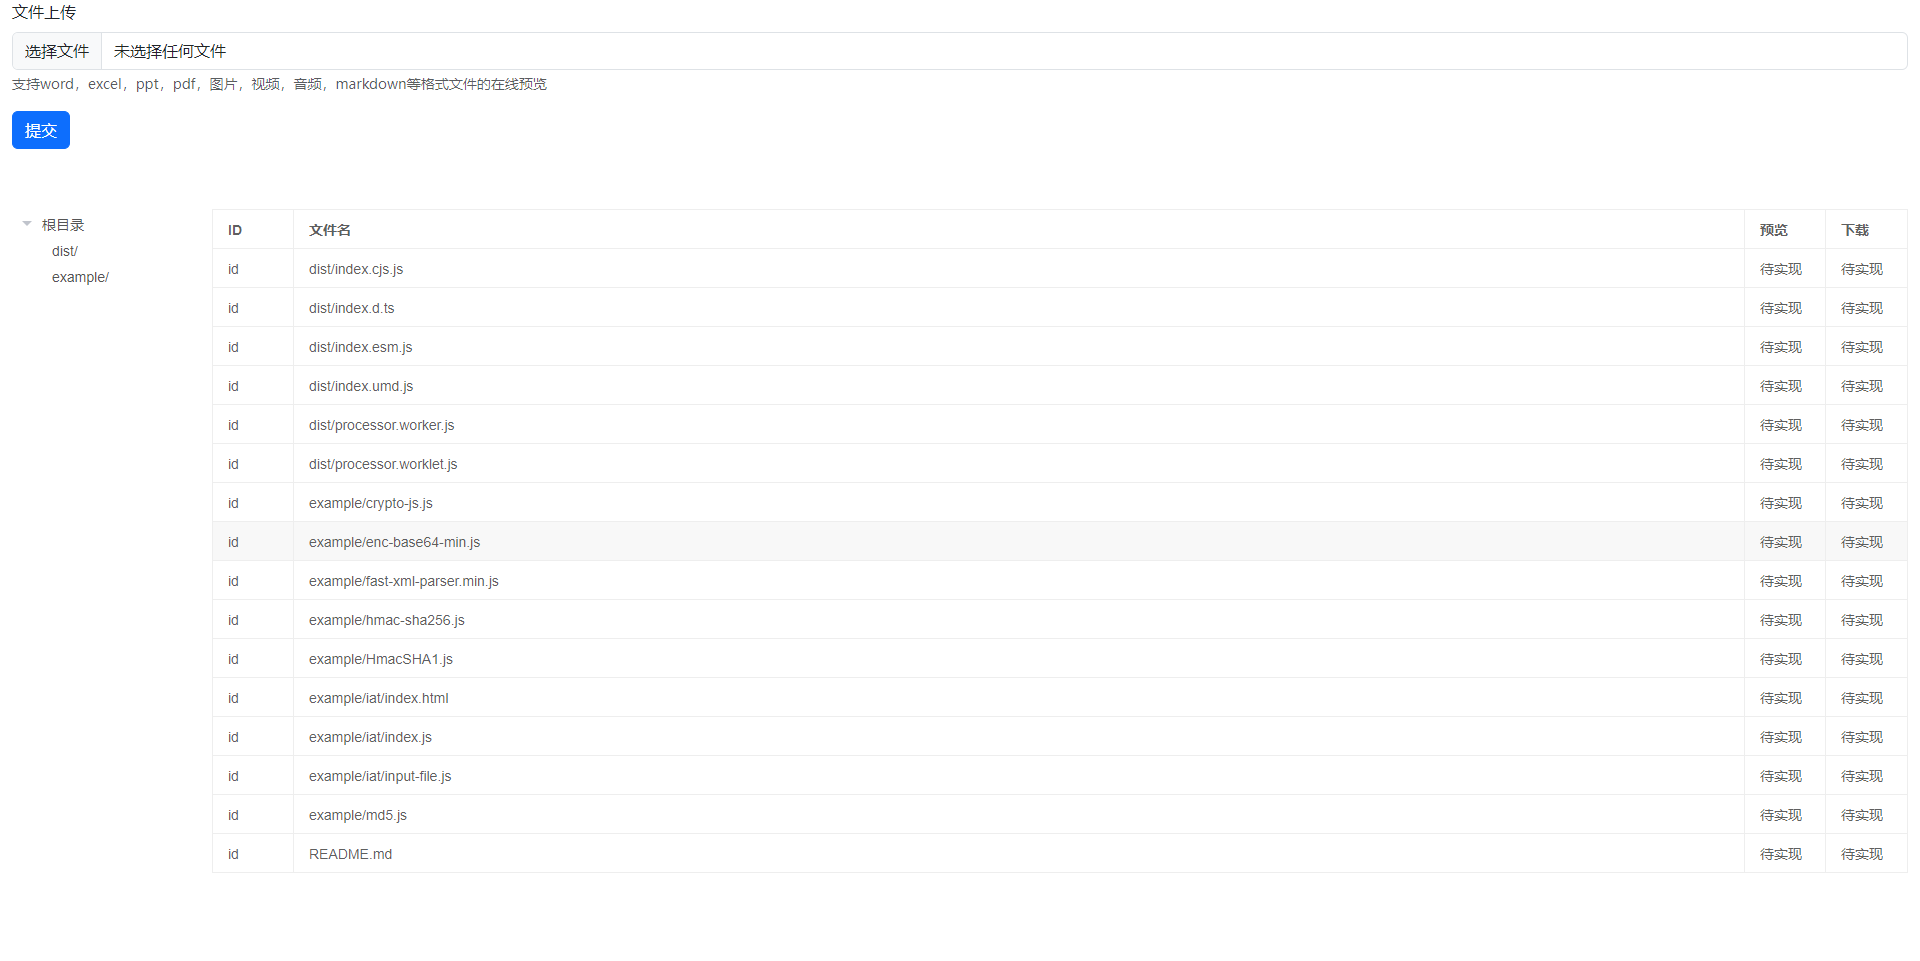 文件上传
选择文件 未选择任何文件
支持word，excel，ppt，pdf，图片，视频，音频，markdown等格式文件的在线预览
提交
根目录
dist/
example/
ID 文件名 预览 下载
id dist/index.cjs.js 待实现 待实现
id dist/index.d.ts 待实现 待实现
id dist/index.esm.js 待实现 待实现
id dist/index.umd.js 待实现 待实现
id dist/processor.worker.js 待实现 待实现
id dist/processor.worklet.js 待实现 待实现
id example/crypto-js.js 待实现 待实现
id example/enc-base64-min.js 待实现 待实现
id example/fast-xml-parser.min.js 待实现 待实现
id example/hmac-sha256.js 待实现 待实现
id example/HmacSHA1.js 待实现 待实现
id example/iat/index.html 待实现 待实现
id example/iat/index.js 待实现 待实现
id example/iat/input-file.js 待实现 待实现
id example/md5.js 待实现 待实现
id README.md 待实现 待实现